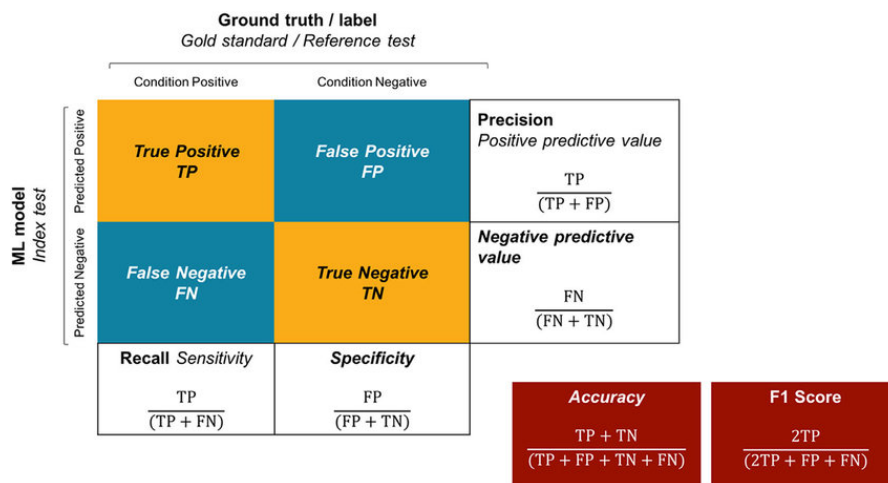 Ground truth / label
Gold standard / Reference test
Condition Positive
Condition Negative
ML model
Index test
Predicted Positive
Predicted Negative
True Positive
TP
False Positive
FP
Precision
Positive predictive value
TP
(TP + FP)
False Negative
FN
True Negative
TN
Negative predictive
value
FN
(FN + TN)
Recall Sensitivity
TP
(TP + FN)
Specificity
FP
(FP + TN)
Accuracy
TP + TN
(TP + FP + TN + FN)
F1 Score
2TP
(2TP + FP + FN)